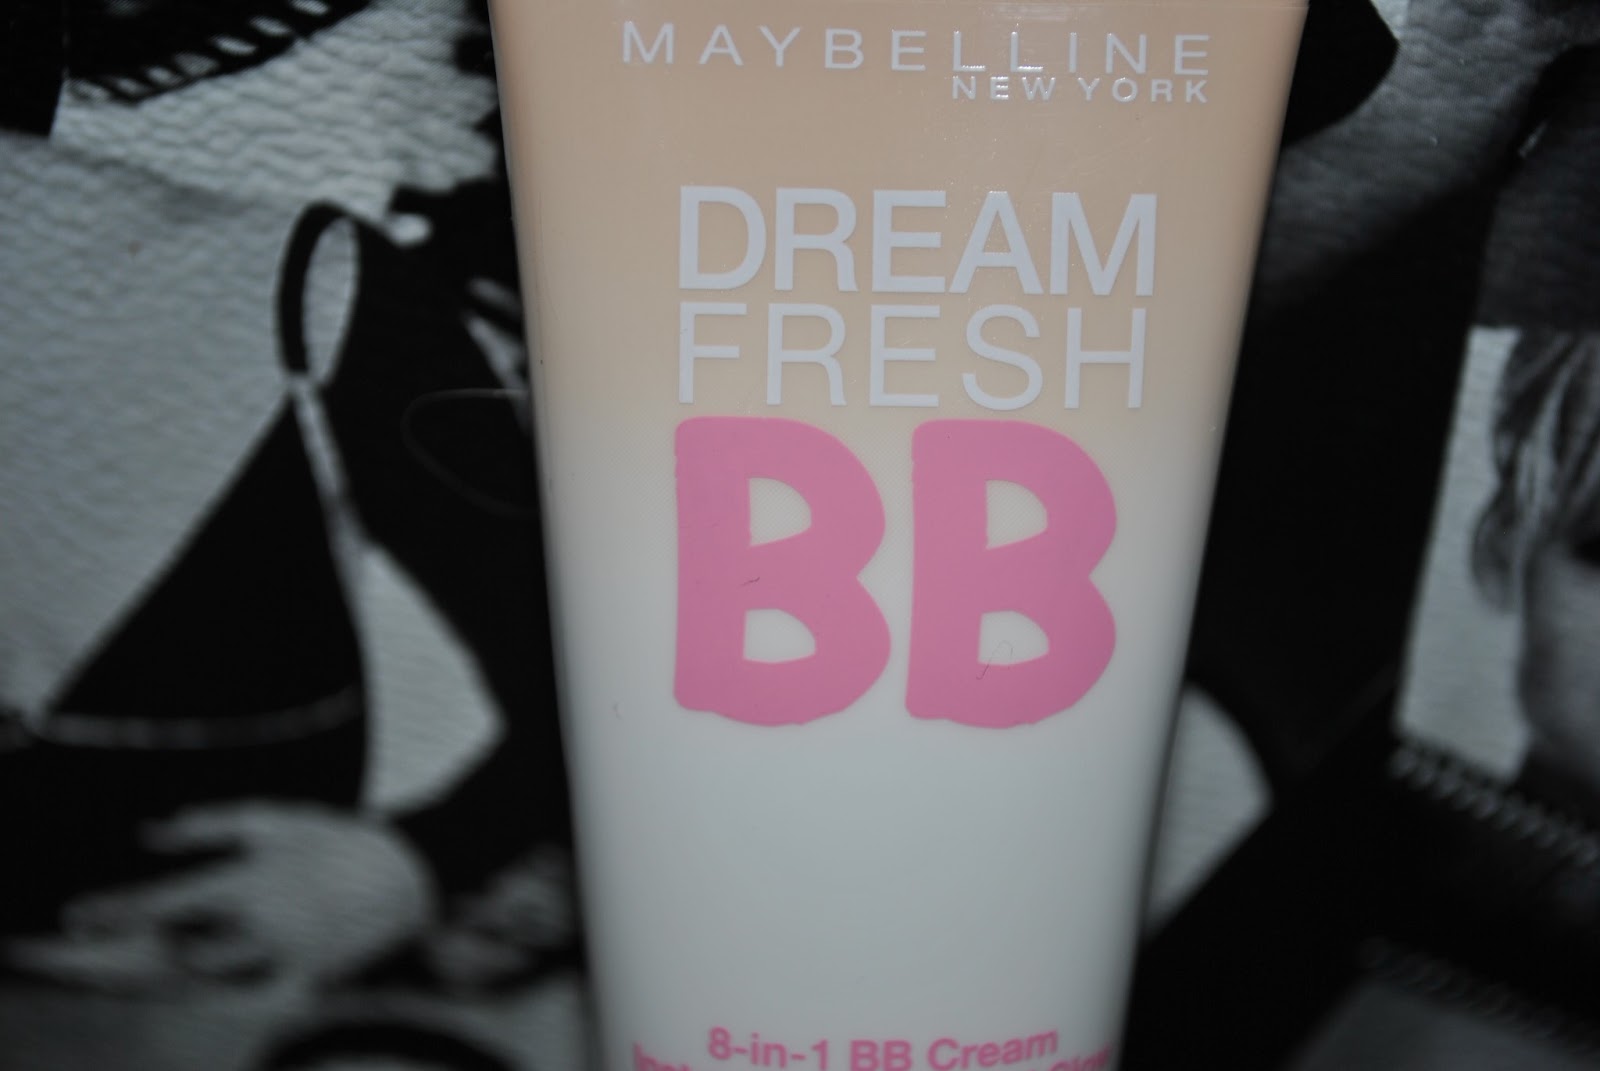 MAYBELLINE
NEW YORK
DREAM
FRESH
BB
8-in-1 BB Cream